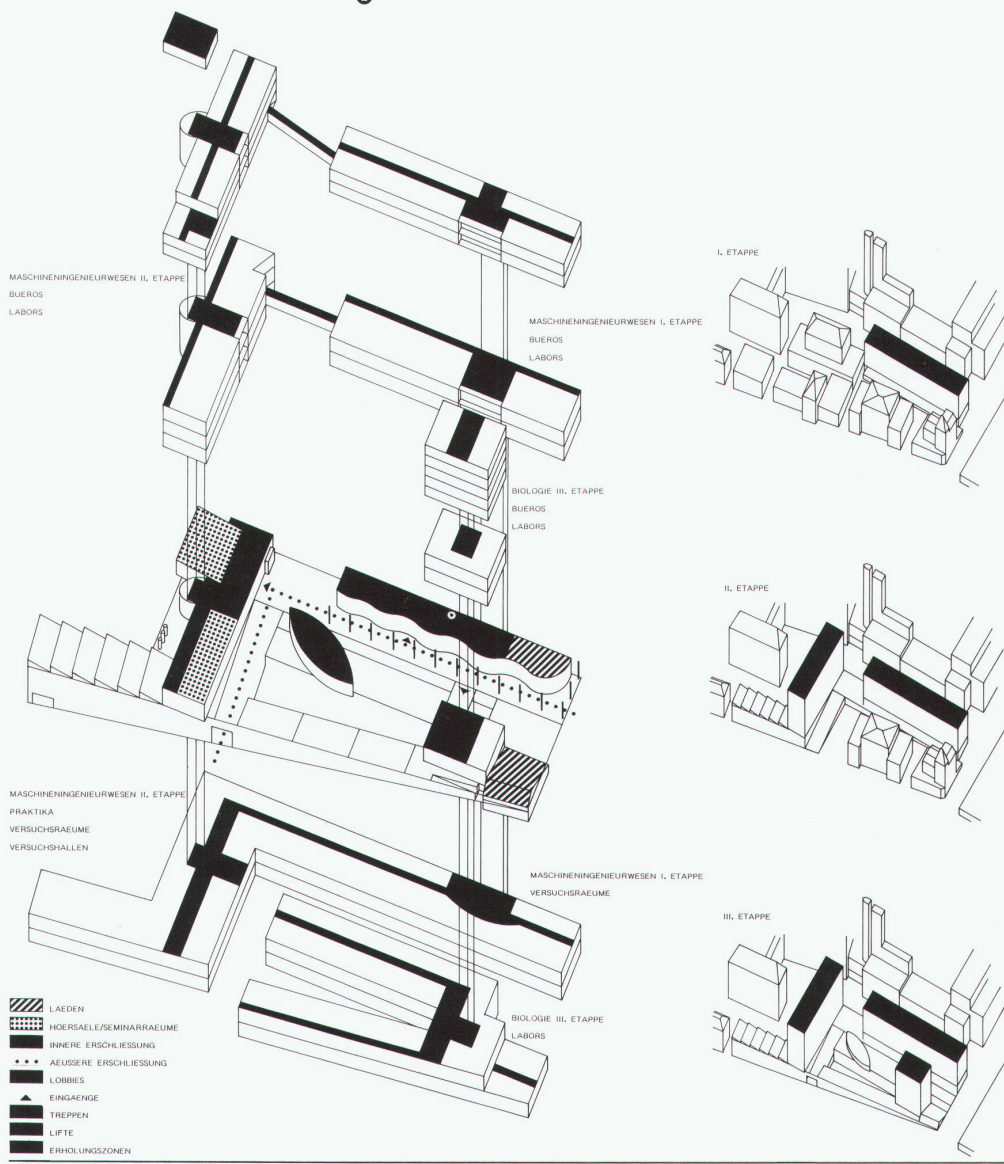 I. ETAPPE
MASCHINENINGENIEURWESEN II. ETAPPE
BUEROS
LABORS
MASCHINENINGENIEURWESEN I. ETAPPE
BUEROS
LABORS
BIOLOGIE III. ETAPPE
BUEROS
LABORS
II. ETAPPE
MASCHINENINGENIEURWESEN II. ETAPPE
PRAKTIKA
VERSUCHSRAEUME
VERSUCHSHALLEN
MASCHINENINGENIEURWESEN I. ETAPPE
VERSUCHSRAEUME
III. ETAPPE
BIOLOGIE III. ETAPPE
LABORS
LAEDEN
HOERSAELE/SEMINARRAEUME
INNERE ERSCHLIESSUNG
AEUSSERE ERSCHLIESSUNG
LOBBIES
EINGAENGE
TREPPEN
LIFTE
ERHOLUNGSZONEN